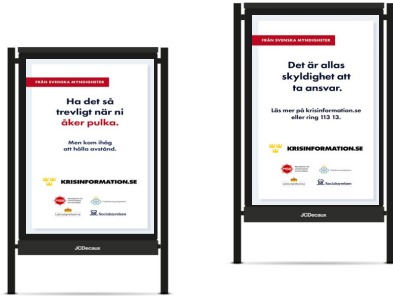 FRÅN SVENSKA MYNDIGHETER
Ha det så
trevligt när ni
åker pulka.
Men kom ihåg
att hålla avstånd.
KRISINFORMATION.SE
Socialstyrelsen
JCDecaux
FRÅN SVENSKA MYNDIGHETER
Det är allas
skyldighet att
ta ansvar.
Läs mer på krisinformation.se
eller ring 113 13.
KRISINFORMATION.SE
Socialstyrelsen
JCDecaux